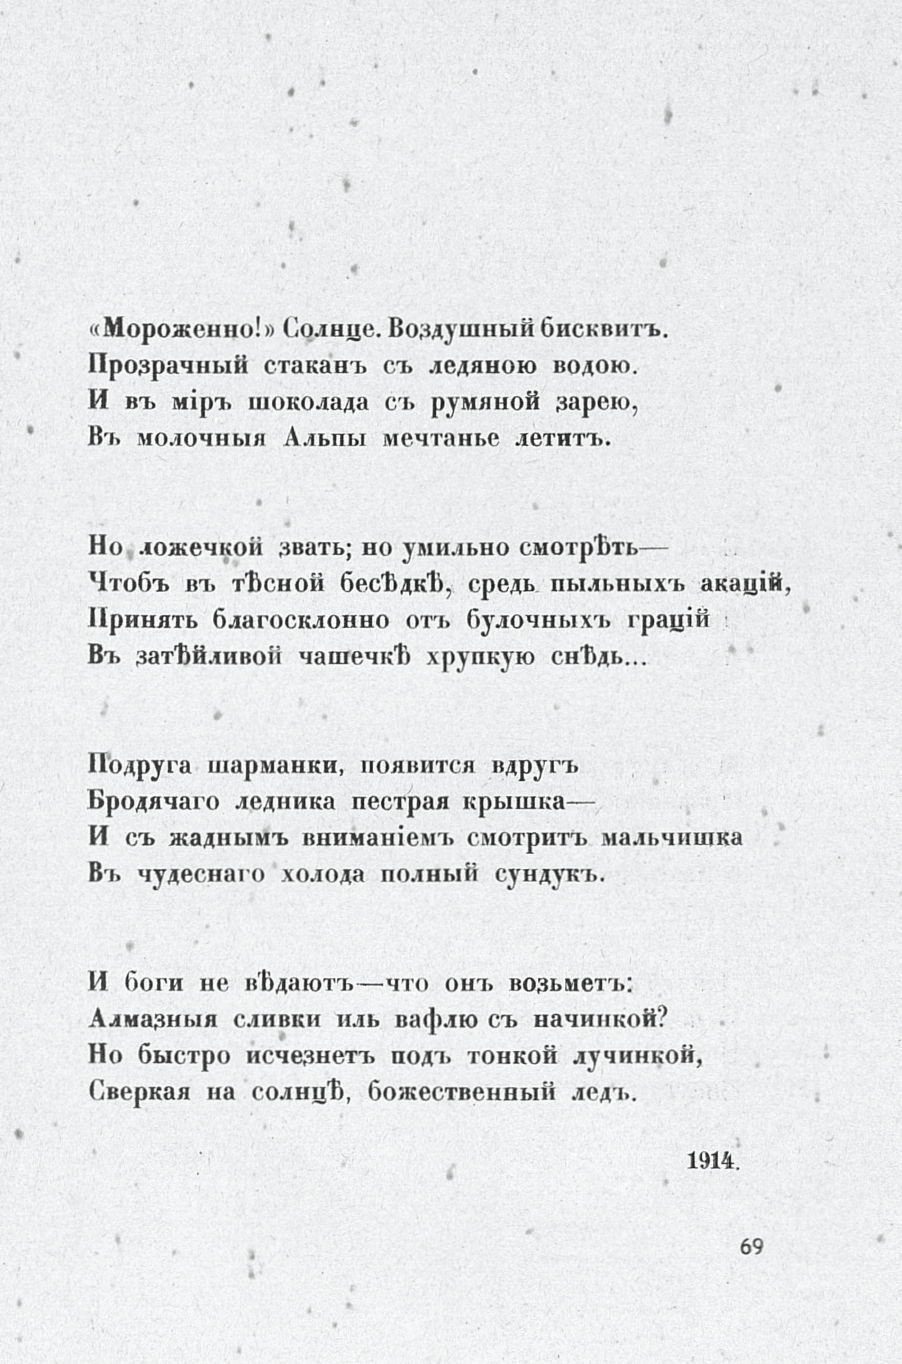 «Мороженно!» Солнце. Воздушный бисквитъ.
Прозрачный стаканъ съ ледяною водою.
И въ міръ шоколада съ румяной зарею,
Въ молочныя Альпы мечтанье летитъ.
Но ложечкой звать; но умильно смотрѣть—
Чтобъ въ тѣсной бесѣдкѣ, средь пыльныхъ акацій,
Принять благосклонно отъ булочныхъ грацій
Въ затѣйливой чашечкѣ хрупкую снѣдь...
Подруга шарманки, появится вдругъ
Бродячаго ледника пестрая крышка—
И съ жаднымъ вниманіемъ смотритъ мальчишка
Въ чудеснаго холода полный сундукъ.
И боги не вѣдаютъ—что онъ возьметъ:
Алмазныя сливки иль вафлю съ начинкой?
Но быстро исчезнетъ подъ тонкой лучинкой,
Сверкая на солнцѣ, божественный ледъ.
1914.
69